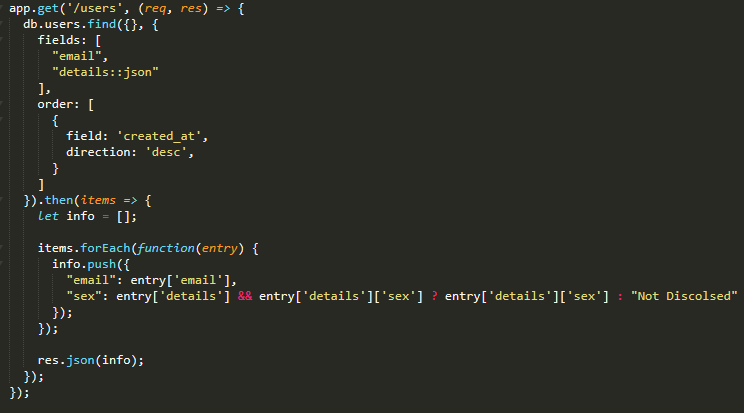 app.get('/users', (req, res) => {
  db.users.find({}, {
    fields: [
      "email",
      "details::json"
    ],
    order: [
      {
        field: 'created_at',
        direction: 'desc',
      }
    ]
  }).then(items => {
    let info = [];
    items.forEach(function(entry) {
      info.push({
        "email": entry['email'],
        "sex": entry['details'] && entry['details']['sex'] ? entry['details']['sex'] : "Not Discolsed"
      });
    });
    res.json(info);
  });
});